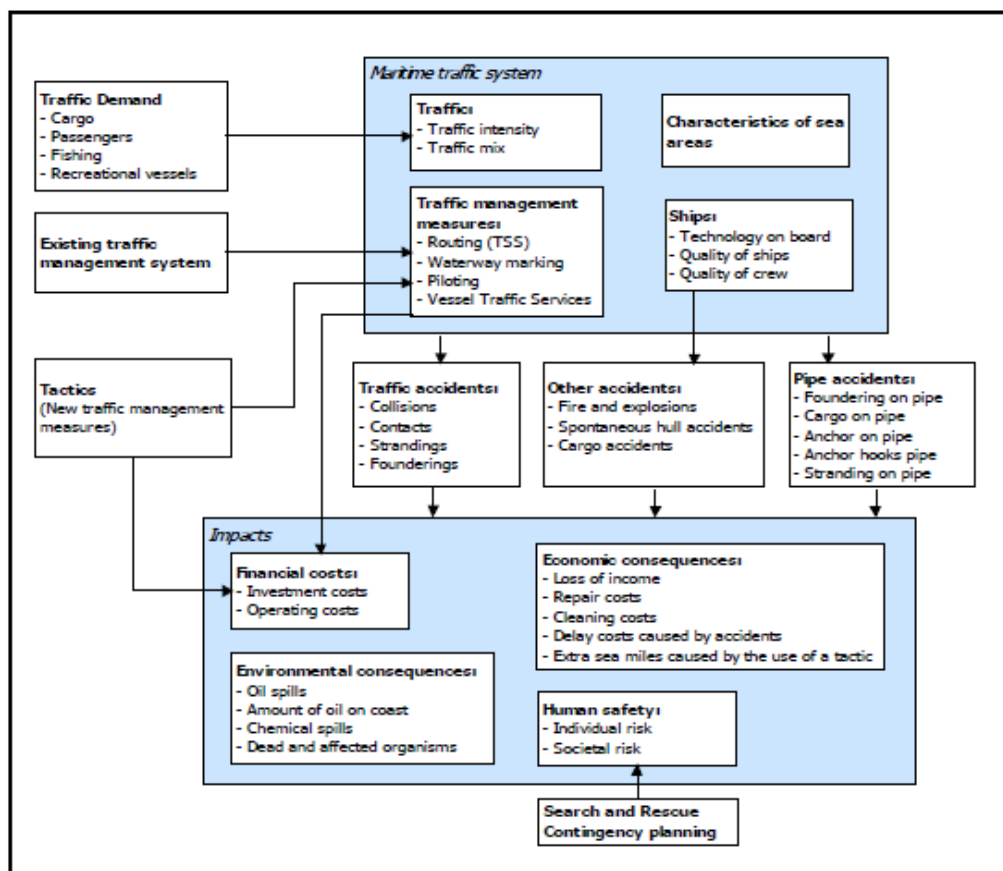 Maritime traffic system
Traffic Demand
- Cargo
- Passengers
- Fishing
- Recreational vessels
Traffic:
- Traffic intensity
- Traffic mix
Characteristics of sea
areas
Existing traffic
management system
Traffic management
measures:
- Routing (TSS)
- Waterway marking
- Piloting
- Vessel Traffic Services
Ships:
- Technology on board
- Quality of ships
- Quality of crew
Tactics
(New traffic management
measures)
Traffic accidents:
- Collisions
- Contacts
- Strandings
- Founderings
Other accidents:
- Fire and explosions
- Spontaneous hull accidents
- Cargo accidents
Pipe accidents:
- Foundering on pipe
- Cargo on pipe
- Anchor on pipe
- Anchor hooks pipe
- Stranding on pipe
Impacts
Financial costs:
- Investment costs
- Operating costs
Economic consequences:
- Loss of income
- Repair costs
- Cleaning costs
- Delay costs caused by accidents
- Extra sea miles caused by the use of a tactic
Environmental consequences:
- Oil spills
- Amount of oil on coast
- Chemical spills
- Dead and affected organisms
Human safety:
- Individual risk
- Societal risk
Search and Rescue
Contingency planning